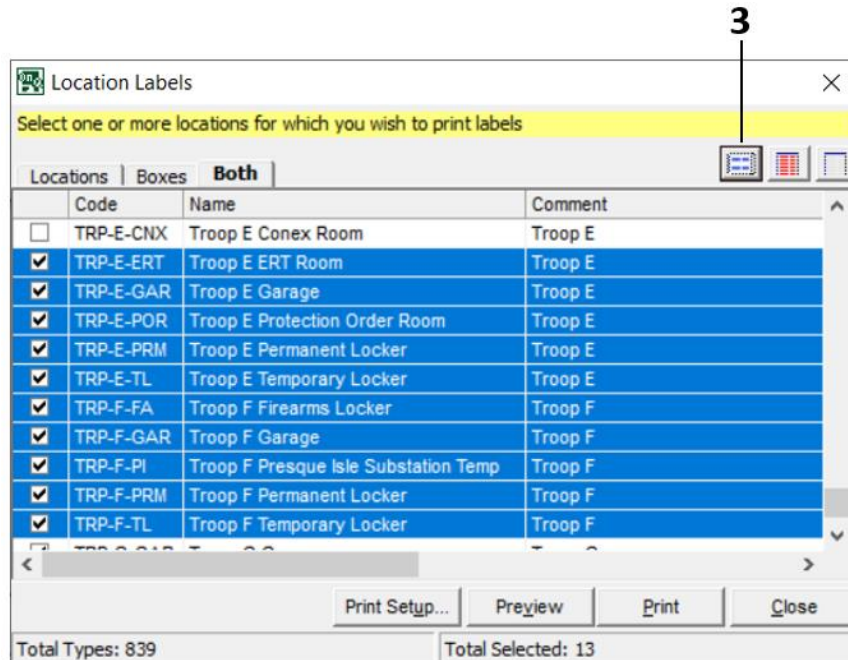 3
Location Labels
Select one or more locations for which you wish to print labels
Locations Boxes Both
Code Name Comment
TRP-E-CNX Troop E Conex Room Troop E
TRP-E-ERT Troop E ERT Room Troop E
TRP-E-GAR Troop E Garage Troop E
TRP-E-POR Troop E Protection Order Room Troop E
TRP-E-PRM Troop E Permanent Locker Troop E
TRP-E-TL Troop E Temporary Locker Troop E
TRP-F-FA Troop F Firearms Locker Troop F
TRP-F-GAR Troop F Garage Troop F
TRP-F-PI Troop F Presque Isle Substation Temp Troop F
TRP-F-PRM Troop F Permanent Locker Troop F
TRP-F-TL Troop F Temporary Locker Troop F
Print Setup... Preview Print Close
Total Types: 839 Total Selected: 13